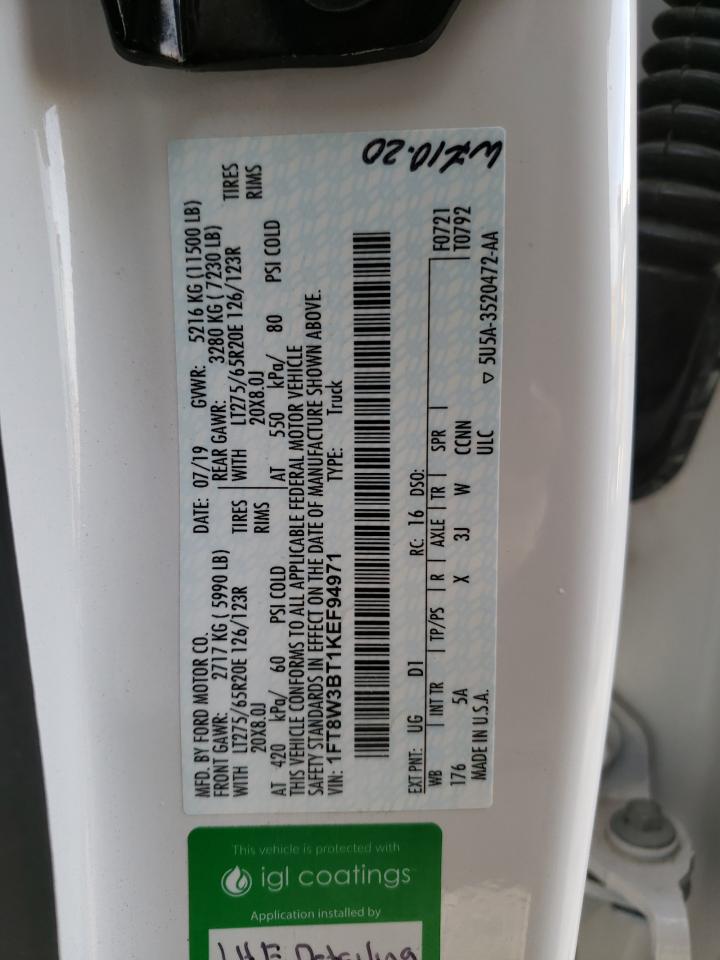 MFD. BY FORD MOTOR CO.
DATE: 07/19 GVWR: 5216 KG (11500 LB)
FRONT GAWR: 2717 KG ( 5990 LB) REAR GAWR: 3280 KG ( 7230 LB)
WITH LT275/65R20E 126/123R TIRES WITH LT275/65R20E 126/123R TIRES
20X8.0J RIMS 20X8.0J RIMS
AT 420 kPa/ 60 PSI COLD AT 550 kPa/ 80 PSI COLD
THIS VEHICLE CONFORMS TO ALL APPLICABLE FEDERAL MOTOR VEHICLE
SAFETY STANDARDS IN EFFECT ON THE DATE OF MANUFACTURE SHOWN ABOVE.
VIN: 1FT8W3BT1KEF94971 TYPE: Truck
EXT PNT: UG D1 RC: 16 DSO: F0721
WB INT TR TP/PS R AXLE TR SPR T0792
176 5A X 3J W CCNN
MADE IN U.S.A. ULC ▽ 5U5A-3520472-AA
WX10-20
This vehicle is protected with
igl coatings
Application installed by
Detailing